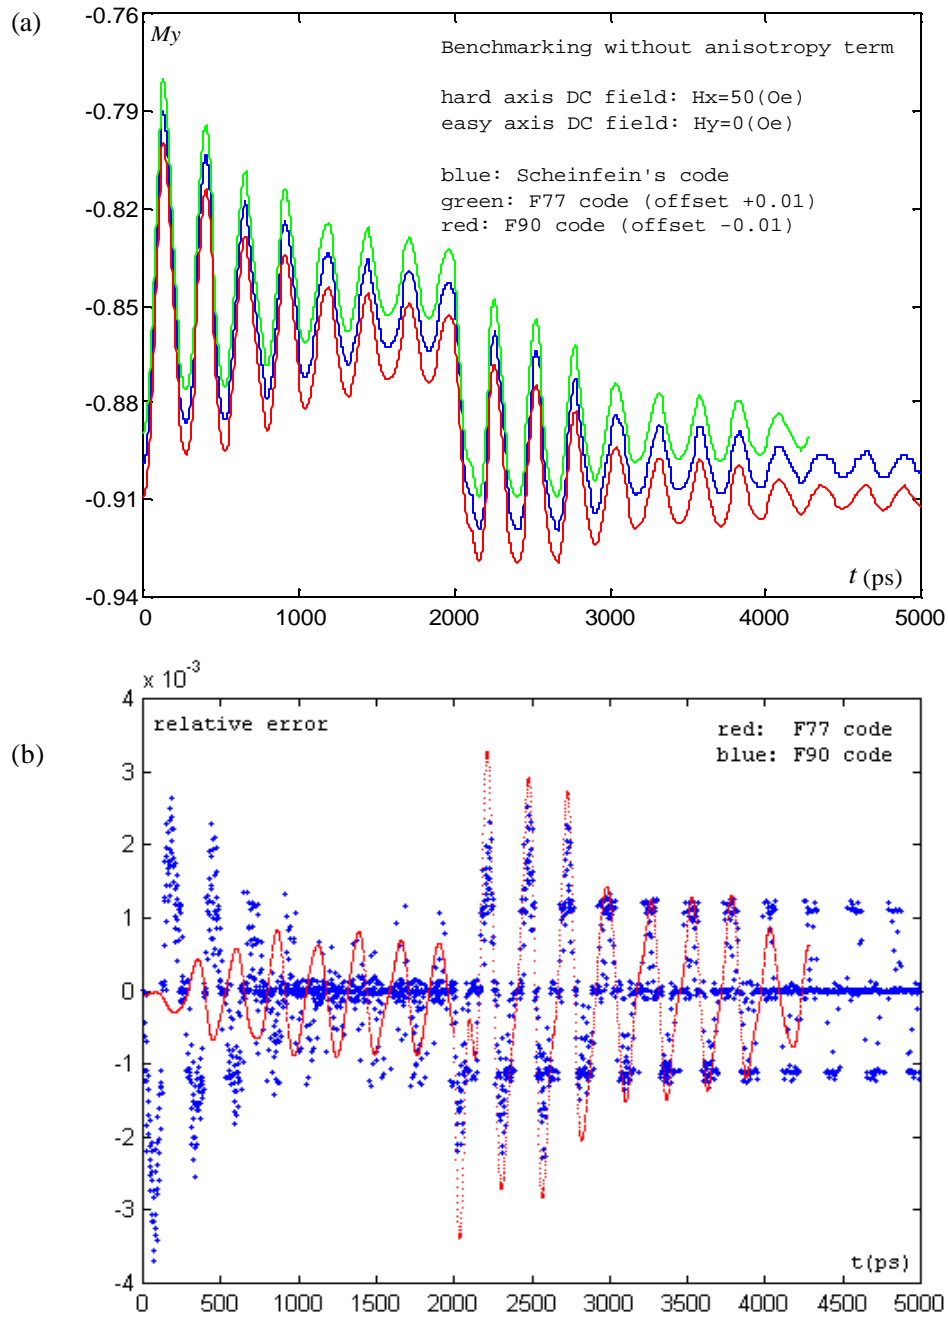 (a)
My
Benchmarking without anisotropy term
hard axis DC field: Hx=50(Oe)
easy axis DC field: Hy=0(Oe)
blue: Scheinfein's code
green: F77 code (offset +0.01)
red: F90 code (offset -0.01)
-0.76
-0.79
-0.82
-0.85
-0.88
-0.91
-0.94
t (ps)
0 1000 2000 3000 4000 5000
(b)
x 10-3
relative error
red: F77 code
blue: F90 code
4
3
2
1
0
-1
-2
-3
-4
t(ps)
0 500 1000 1500 2000 2500 3000 3500 4000 4500 5000